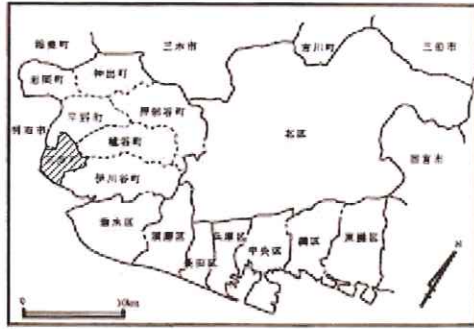 稲美町
三木市
吉川町
三田市
岩岡町
神出町
平野町
押部谷町
明石市
櫨谷町
北区
西宮市
伊川谷町
垂水区
須磨区
兵庫区
長田区
中央区
灘区
東灘区
N
0
10km